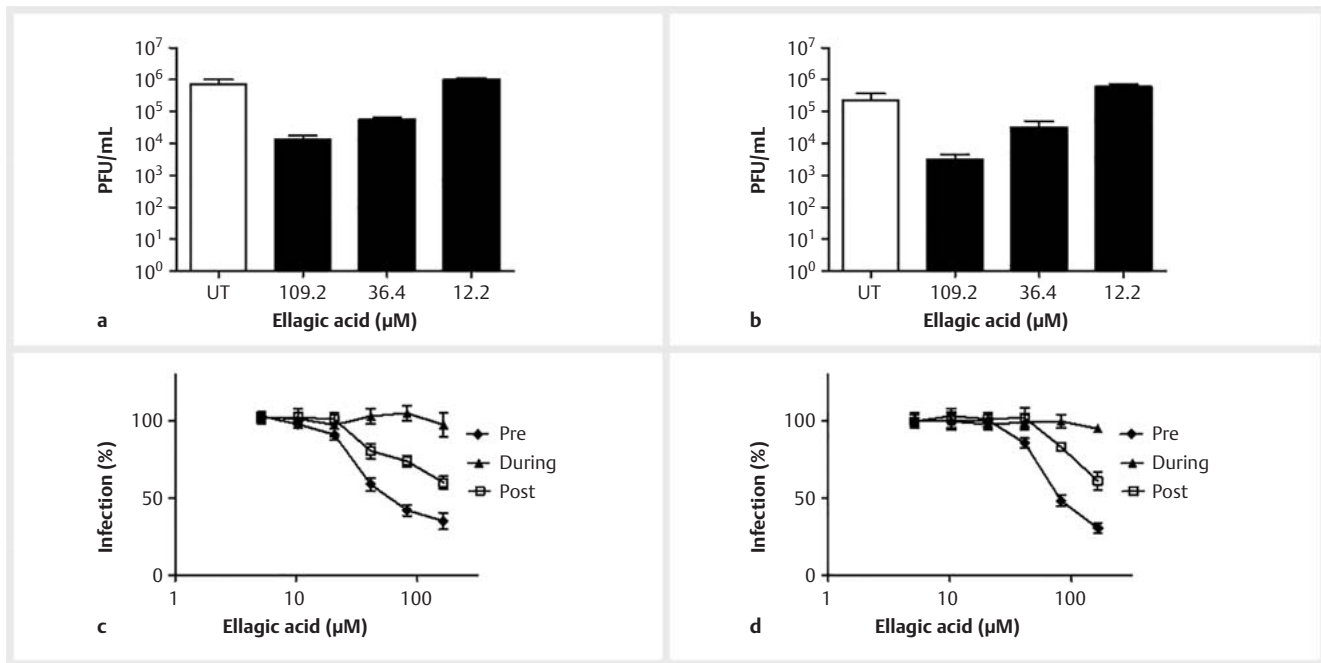 10⁷
10⁶
10⁵
10⁴
10³
10²
10¹
10⁰
PFU/mL
UT 109.2 36.4 12.2
a Ellagic acid (µM)
10⁷
10⁶
10⁵
10⁴
10³
10²
10¹
10⁰
PFU/mL
UT 109.2 36.4 12.2
b Ellagic acid (µM)
100
50
0
Infection (%)
Pre
During
Post
1 10 100
c Ellagic acid (µM)
100
50
0
Infection (%)
Pre
During
Post
1 10 100
d Ellagic acid (µM)